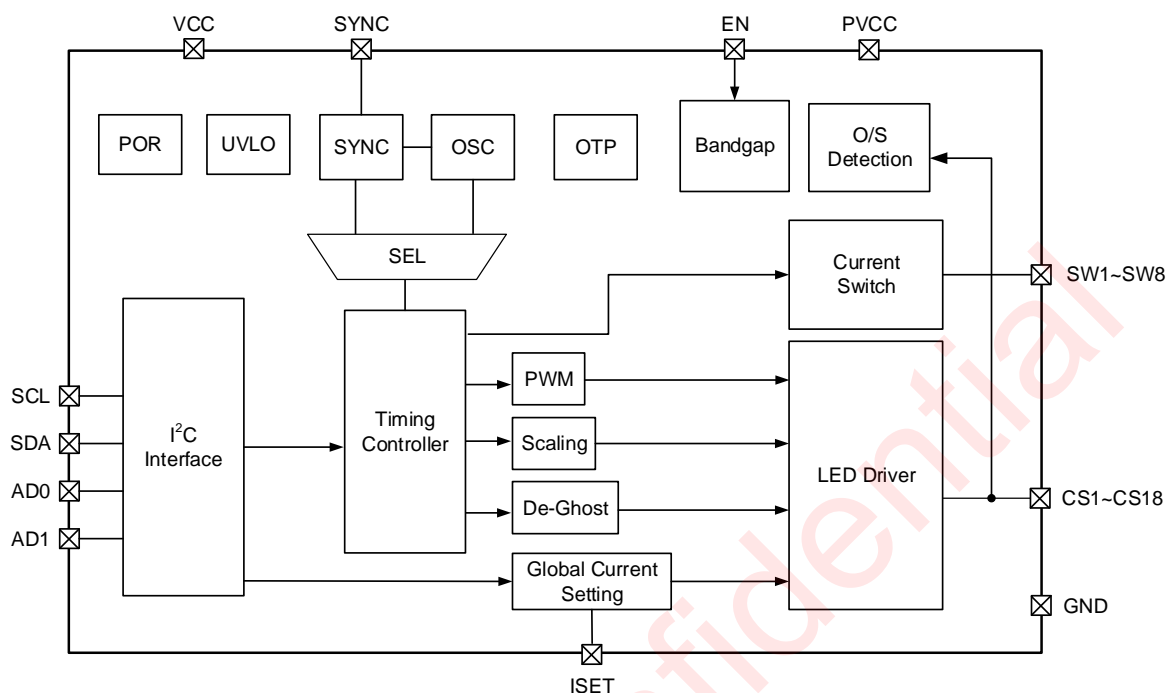 VCC
SYNC
EN
PVCC
POR
UVLO
SYNC
OSC
OTP
Bandgap
O/S
Detection
SEL
Current
Switch
SW1~SW8
SCL
SDA
AD0
AD1
I²C
Interface
Timing
Controller
PWM
Scaling
De-Ghost
Global Current
Setting
LED Driver
CS1~CS18
GND
ISET
fidential